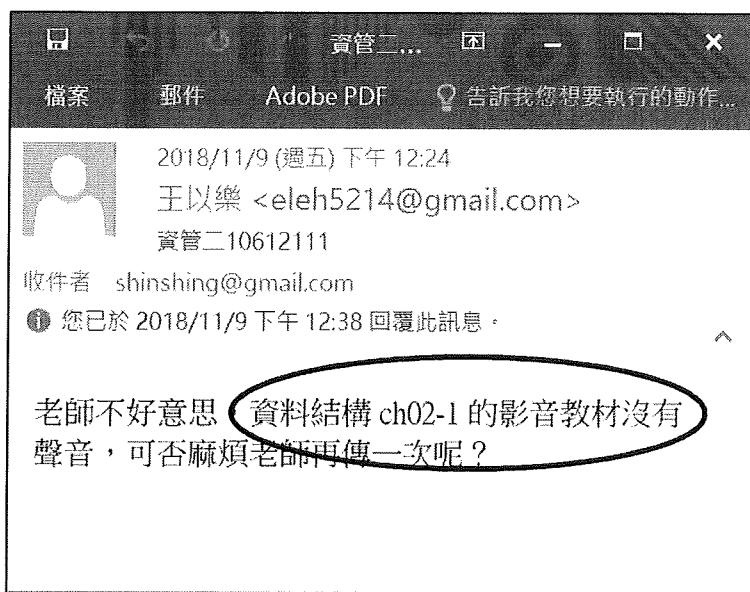 資管二...
檔案 郵件 Adobe PDF 告訴我您想要執行的動作...
2018/11/9 (週五) 下午 12:24
王以樂 <eleh5214@gmail.com>
資管二10612111
收件者 shinshing@gmail.com
您已於 2018/11/9 下午 12:38 回覆此訊息。
老師不好意思，資料結構 ch02-1 的影音教材沒有
聲音，可否麻煩老師再傳一次呢？